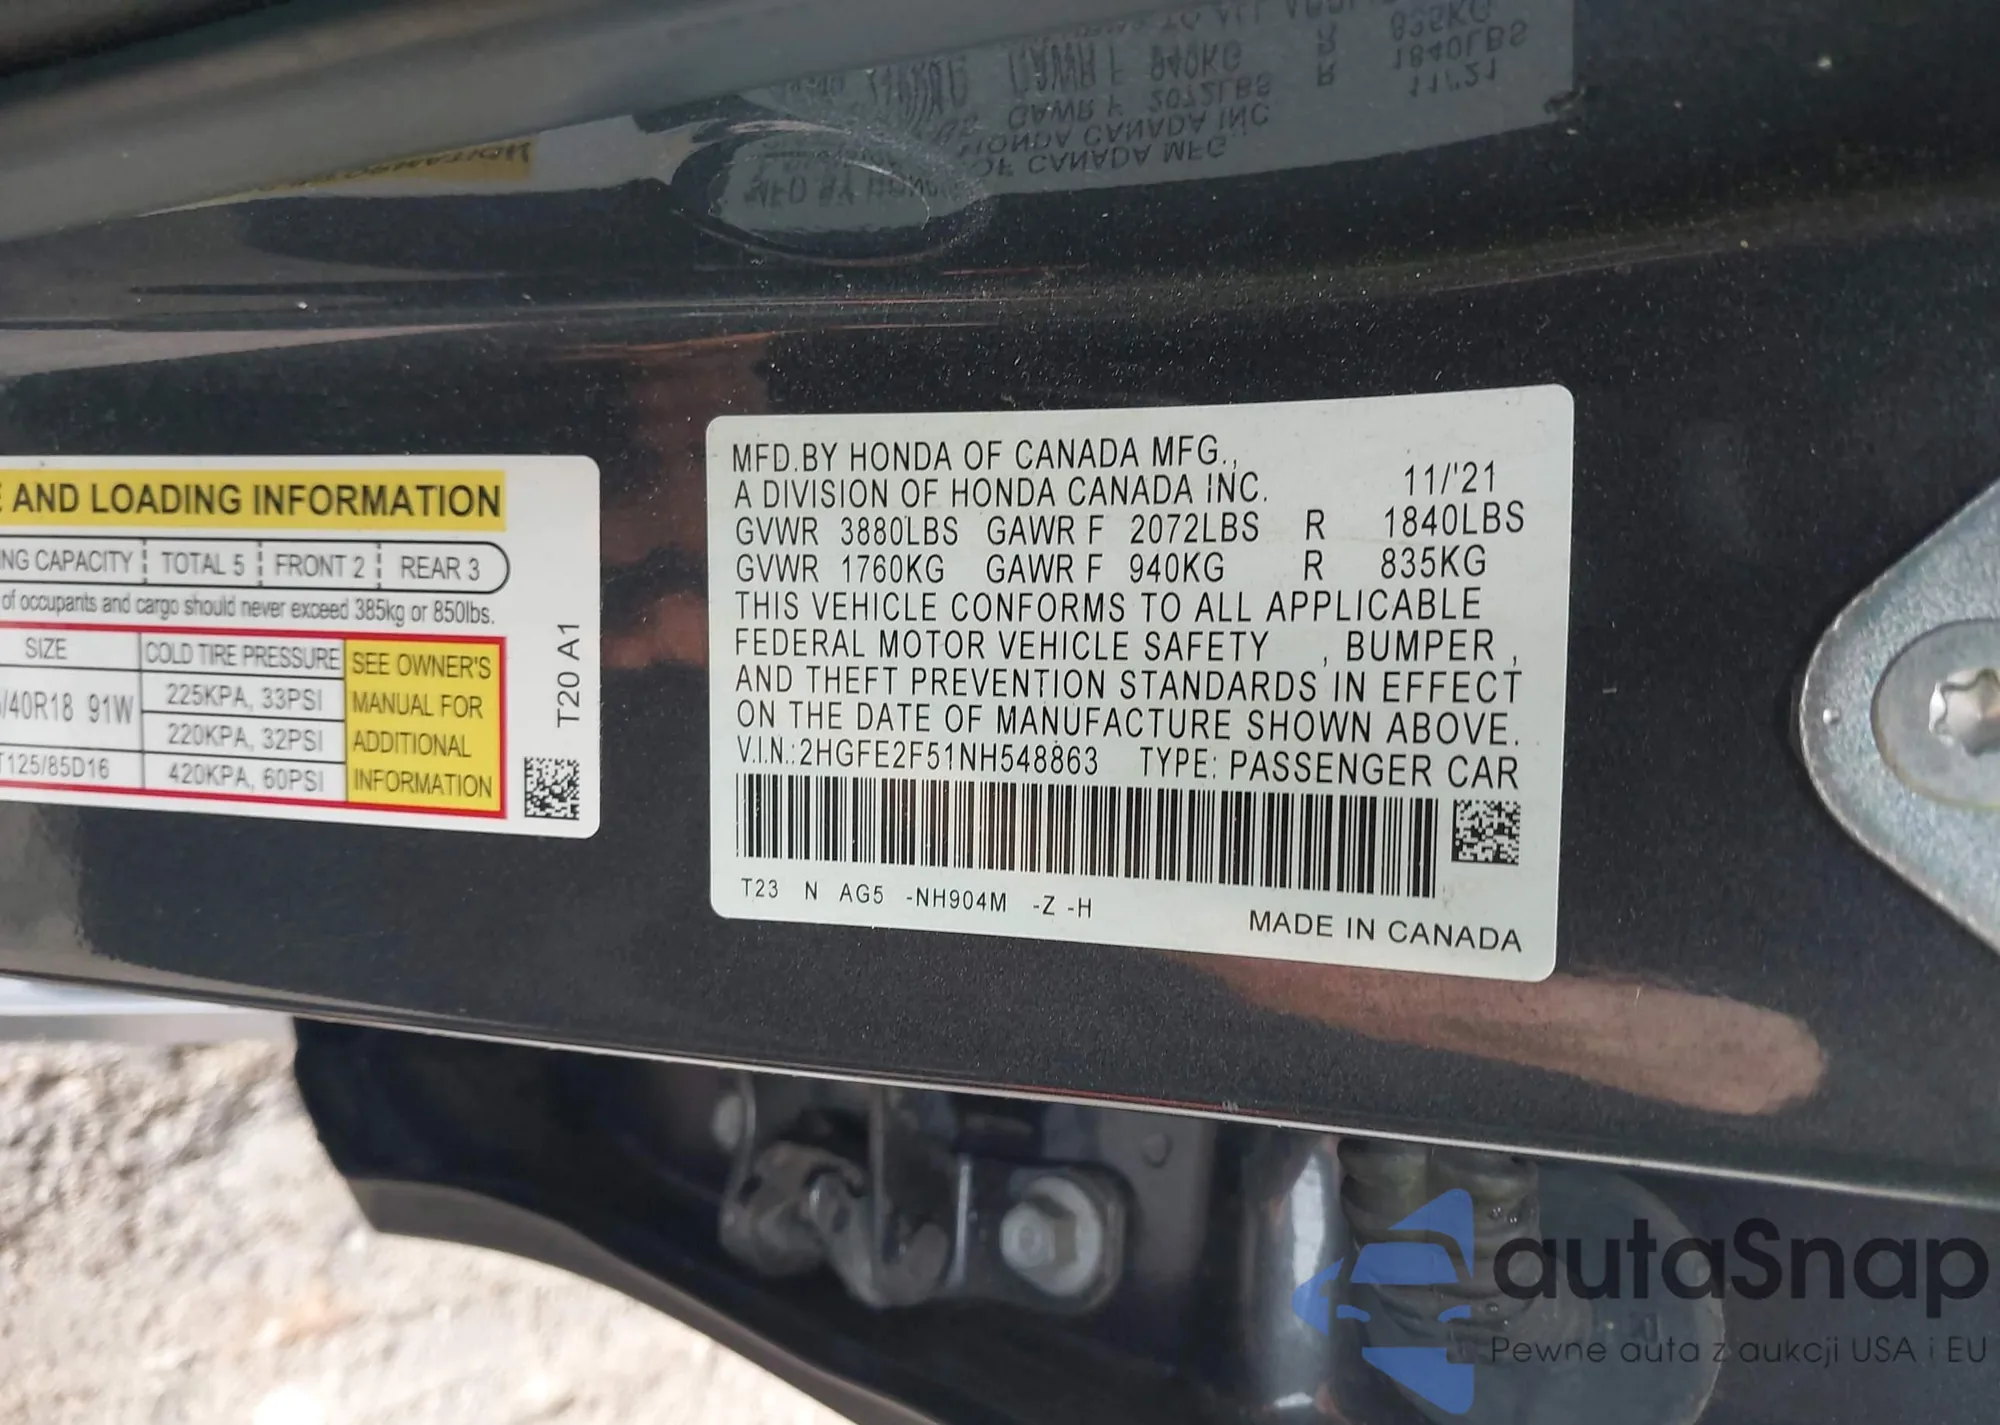 AND LOADING INFORMATION
NG CAPACITY TOTAL 5 FRONT 2 REAR 3
of occupants and cargo should never exceed 385kg or 850lbs.
SIZE COLD TIRE PRESSURE SEE OWNER'S
/40R18 91W 225KPA, 33PSI MANUAL FOR
220KPA, 32PSI ADDITIONAL
T125/85D16 420KPA, 60PSI INFORMATION
T20 A1
MFD.BY HONDA OF CANADA MFG.,
A DIVISION OF HONDA CANADA INC. 11/'21
GVWR 3880LBS GAWR F 2072LBS R 1840LBS
GVWR 1760KG GAWR F 940KG R 835KG
THIS VEHICLE CONFORMS TO ALL APPLICABLE
FEDERAL MOTOR VEHICLE SAFETY , BUMPER ,
AND THEFT PREVENTION STANDARDS IN EFFECT
ON THE DATE OF MANUFACTURE SHOWN ABOVE.
V.I.N.: 2HGFE2F51NH548863 TYPE: PASSENGER CAR
T23 N AG5 -NH904M -Z -H
MADE IN CANADA
autaSnap
Pewne auta z aukcji USA i EU